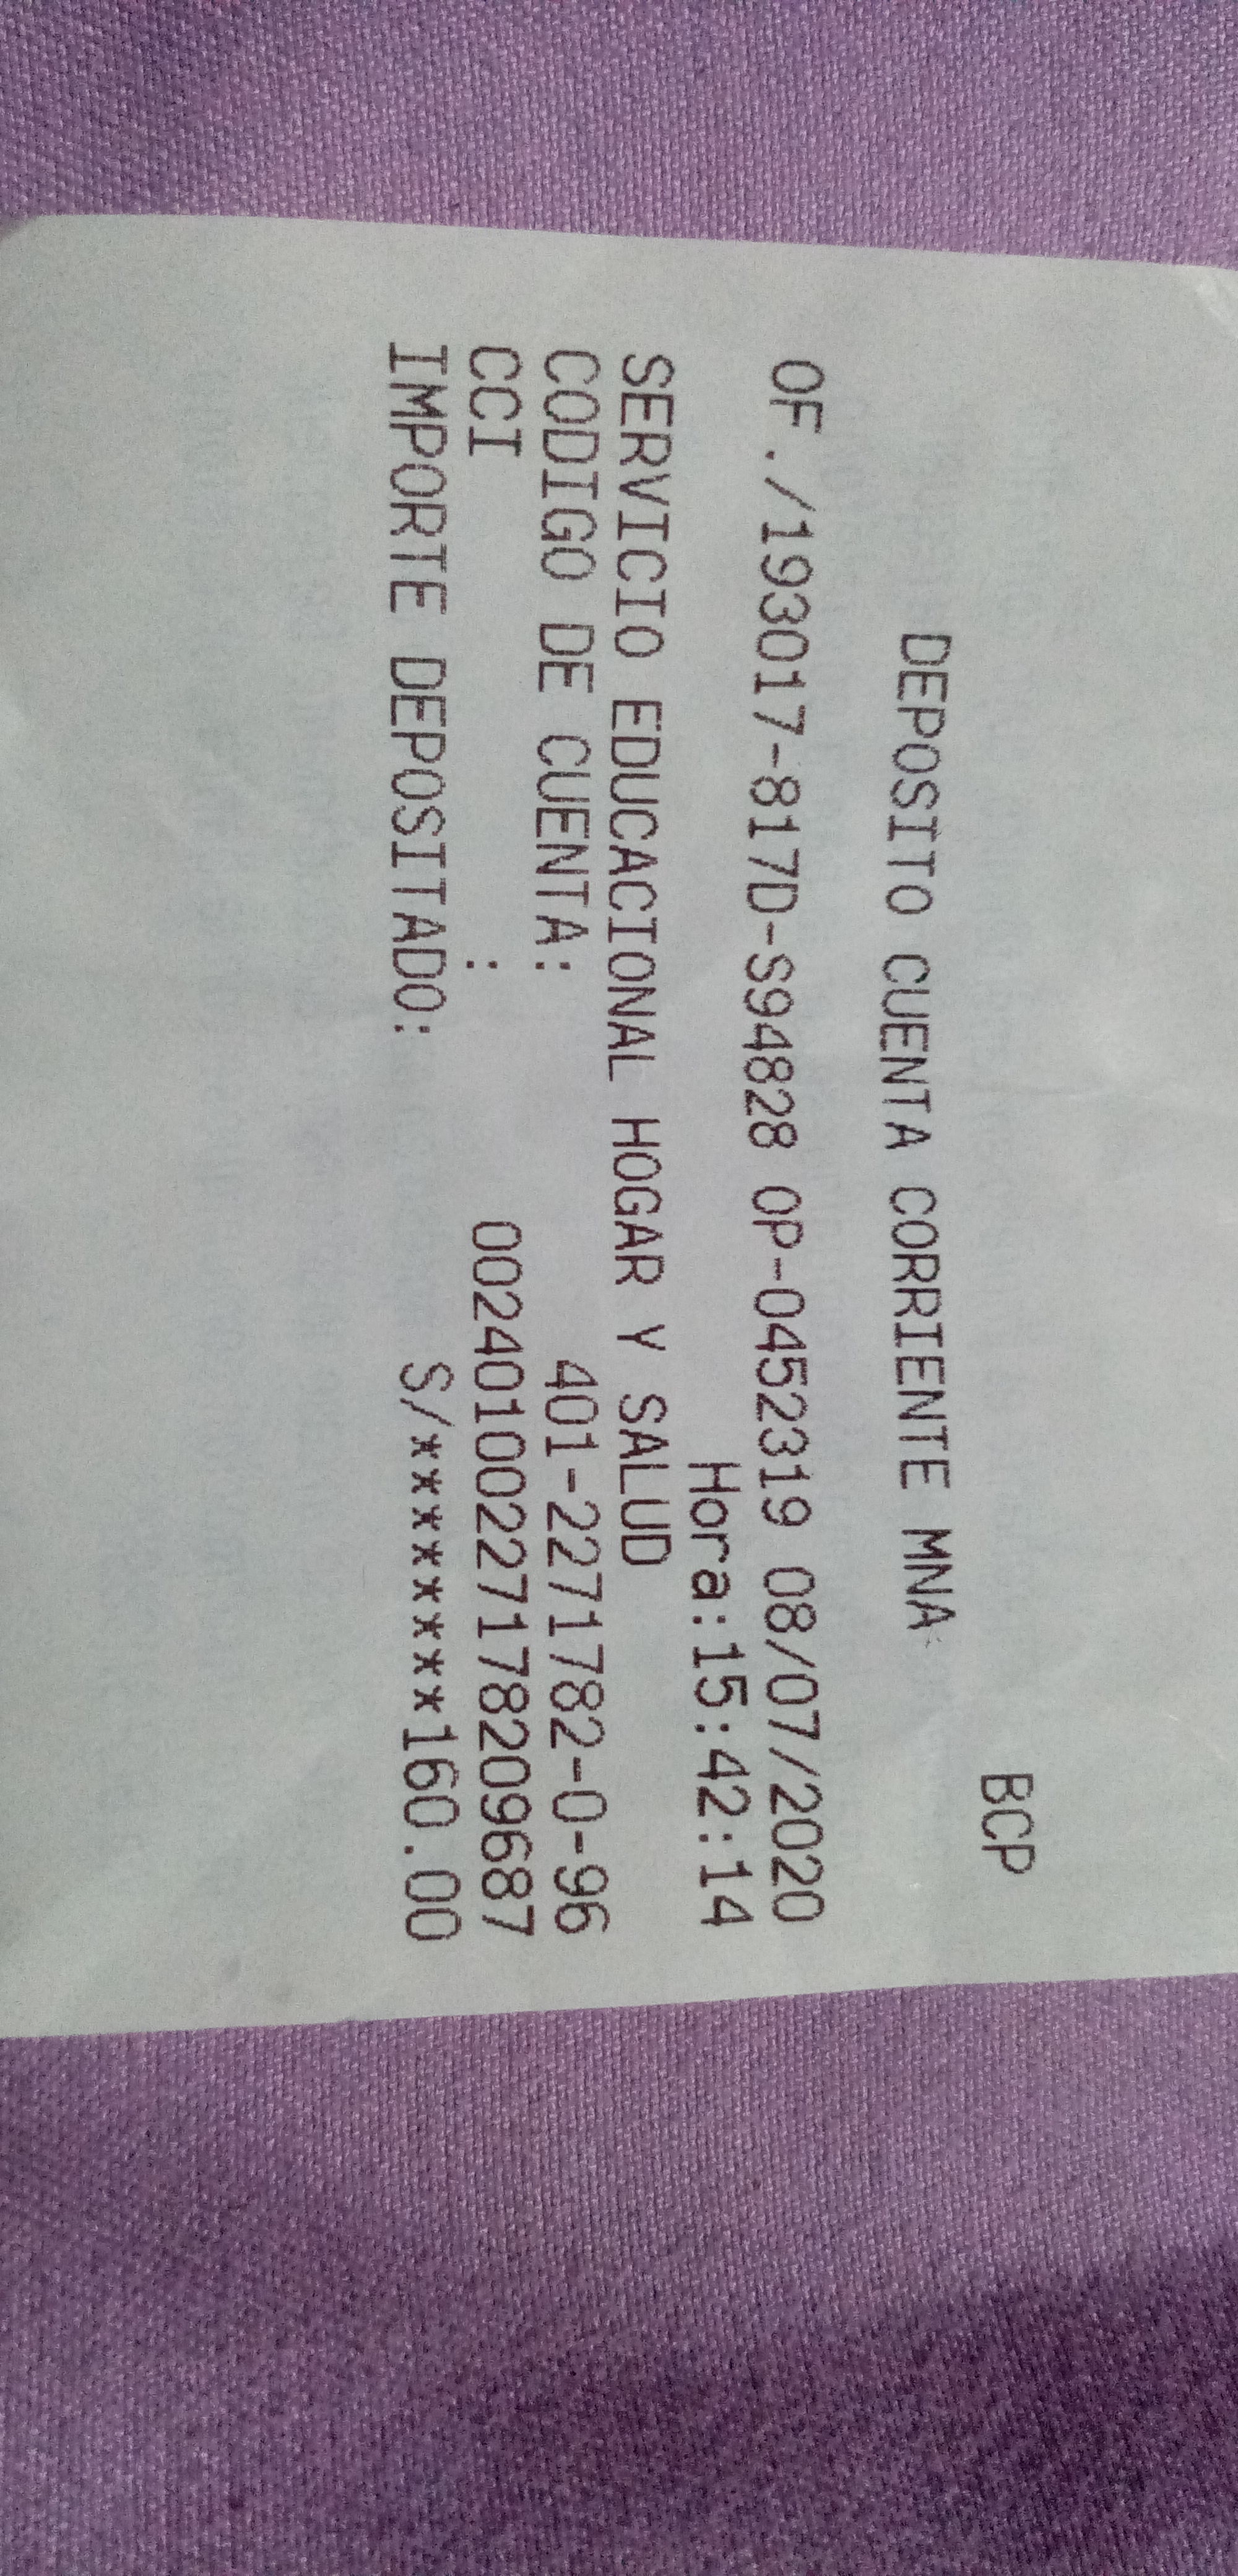 BCP
DEPOSITO CUENTA CORRIENTE MNA
OF./193017-817D-S94828 OP-0452319 08/07/2020
Hora:15:42:14
SERVICIO EDUCACIONAL HOGAR Y SALUD
CODIGO DE CUENTA: 401-2271782-0-96
CCI : 00240100227178209687
IMPORTE DEPOSITADO: S/*********160.00